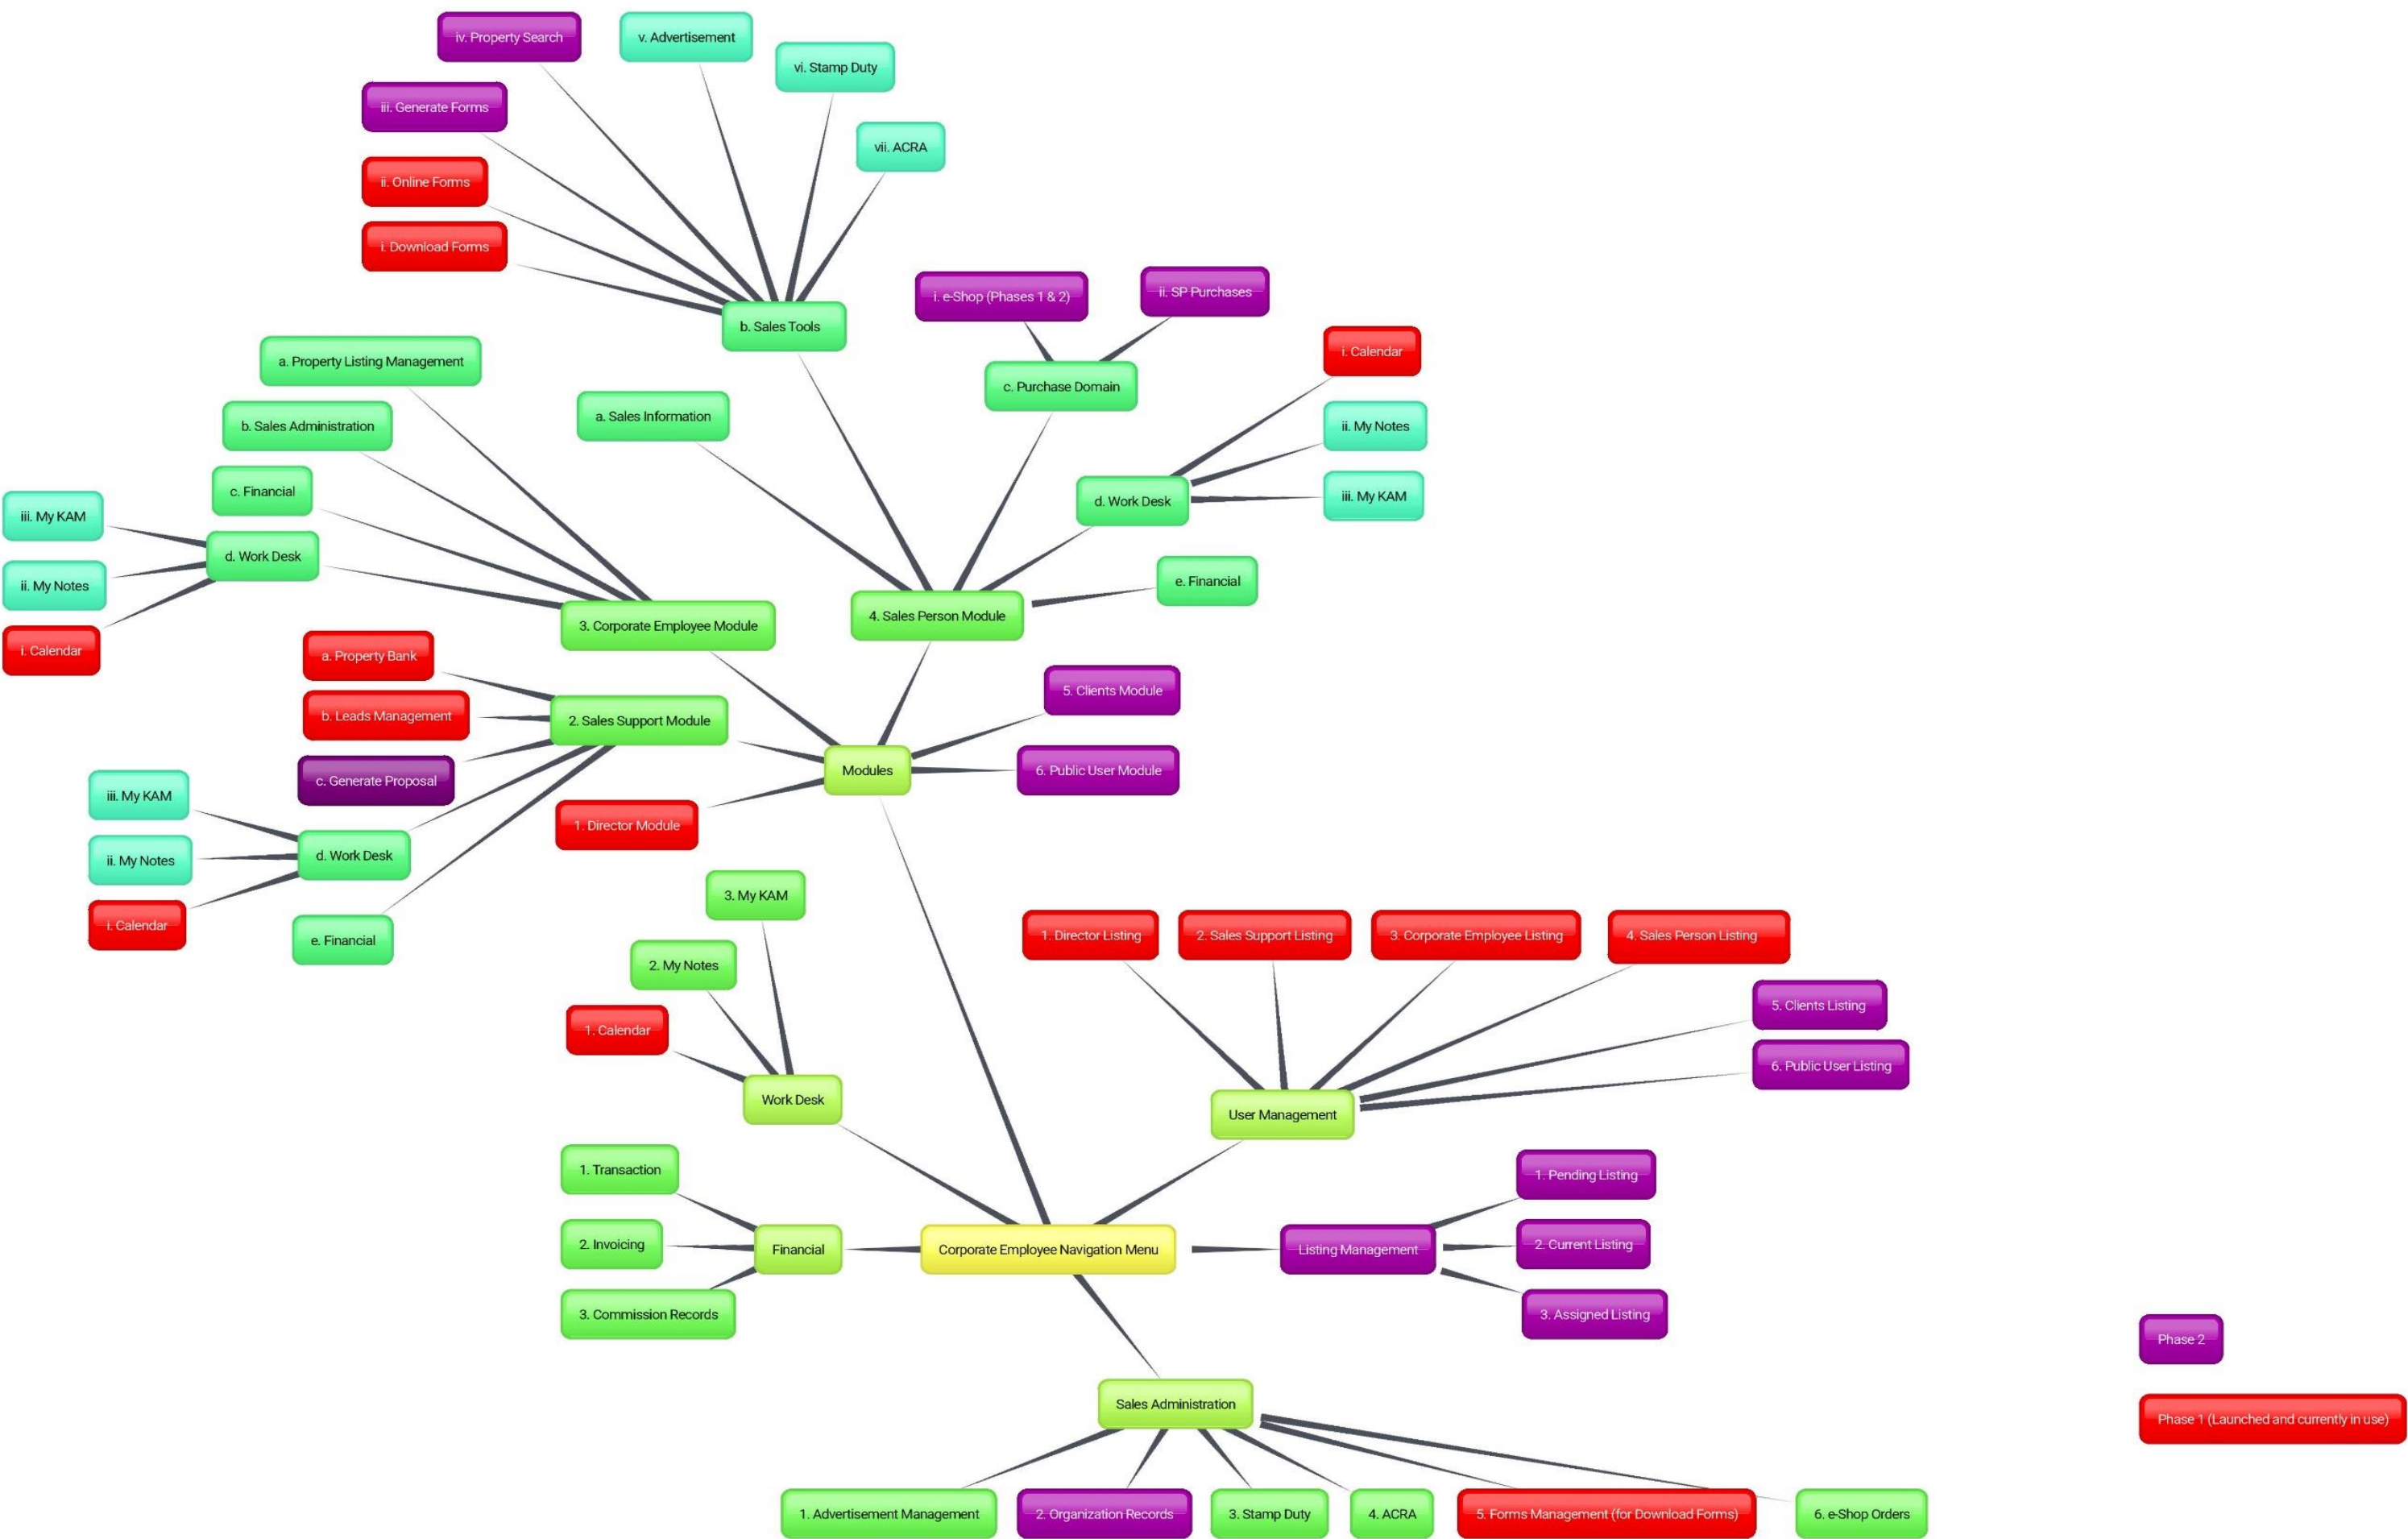 iv. Property Search
v. Advertisement
vi. Stamp Duty
iii. Generate Forms
vii. ACRA
ii. Online Forms
i. Download Forms
b. Sales Tools
i. e-Shop (Phases 1 & 2)
ii. SP Purchases
c. Purchase Domain
i. Calendar
ii. My Notes
iii. My KAM
d. Work Desk
a. Property Listing Management
a. Sales Information
b. Sales Administration
c. Financial
iii. My KAM
d. Work Desk
ii. My Notes
i. Calendar
e. Financial
3. Corporate Employee Module
4. Sales Person Module
a. Property Bank
b. Leads Management
2. Sales Support Module
c. Generate Proposal
5. Clients Module
Modules
6. Public User Module
iii. My KAM
1. Director Module
ii. My Notes
d. Work Desk
i. Calendar
e. Financial
3. My KAM
2. My Notes
1. Calendar
Work Desk
1. Director Listing
2. Sales Support Listing
3. Corporate Employee Listing
4. Sales Person Listing
5. Clients Listing
6. Public User Listing
User Management
1. Transaction
2. Invoicing
Financial
3. Commission Records
Corporate Employee Navigation Menu
Listing Management
1. Pending Listing
2. Current Listing
3. Assigned Listing
Phase 2
Phase 1 (Launched and currently in use)
Sales Administration
1. Advertisement Management
2. Organization Records
3. Stamp Duty
4. ACRA
5. Forms Management (for Download Forms)
6. e-Shop Orders